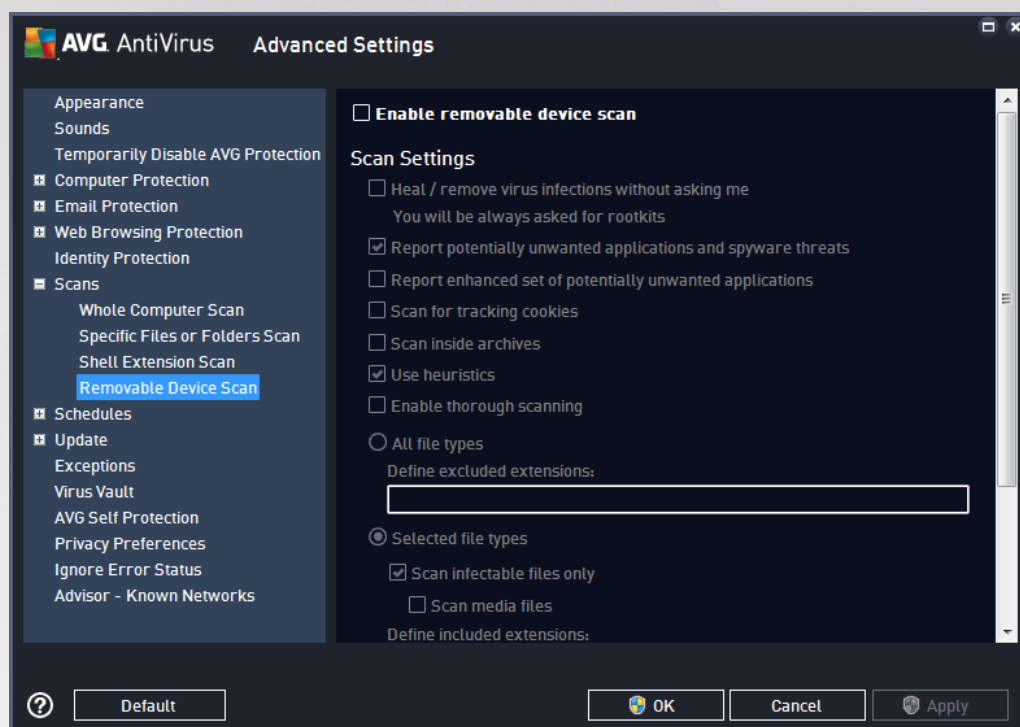 AVG. AntiVirus Advanced Settings
Appearance
Sounds
Temporarily Disable AVG Protection
Computer Protection
Email Protection
Web Browsing Protection
Identity Protection
Scans
Whole Computer Scan
Specific Files or Folders Scan
Shell Extension Scan
Removable Device Scan
Schedules
Update
Exceptions
Virus Vault
AVG Self Protection
Privacy Preferences
Ignore Error Status
Advisor - Known Networks
Enable removable device scan
Scan Settings
Heal / remove virus infections without asking me
You will be always asked for rootkits
Report potentially unwanted applications and spyware threats
Report enhanced set of potentially unwanted applications
Scan for tracking cookies
Scan inside archives
Use heuristics
Enable thorough scanning
All file types
Define excluded extensions:
Selected file types
Scan infectable files only
Scan media files
Define included extensions:
? Default OK Cancel Apply